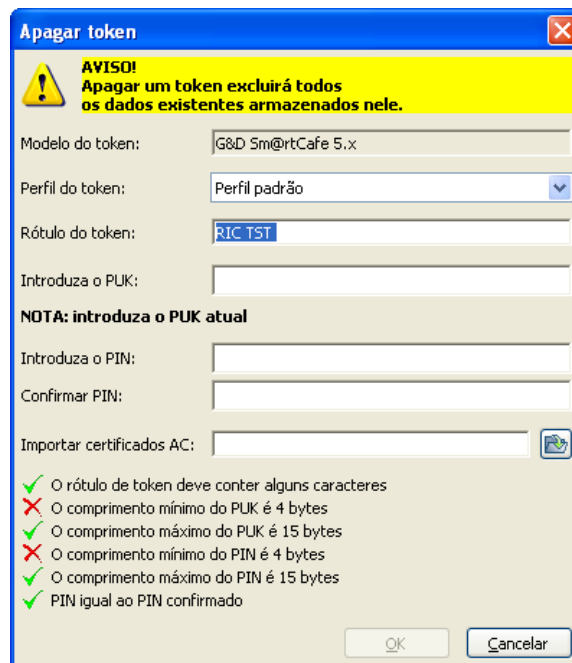 Apagar token
AVISO!
Apagar um token excluirá todos
os dados existentes armazenados nele.
Modelo do token: G&D Sm@rtCafe 5.x
Perfil do token: Perfil padrão
Rótulo do token: RIC TST
Introduza o PUK:
NOTA: introduza o PUK atual
Introduza o PIN:
Confirmar PIN:
Importar certificados AC:
O rótulo de token deve conter alguns caracteres
O comprimento mínimo do PUK é 4 bytes
O comprimento máximo do PUK é 15 bytes
O comprimento mínimo do PIN é 4 bytes
O comprimento máximo do PIN é 15 bytes
PIN igual ao PIN confirmado
OK Cancelar